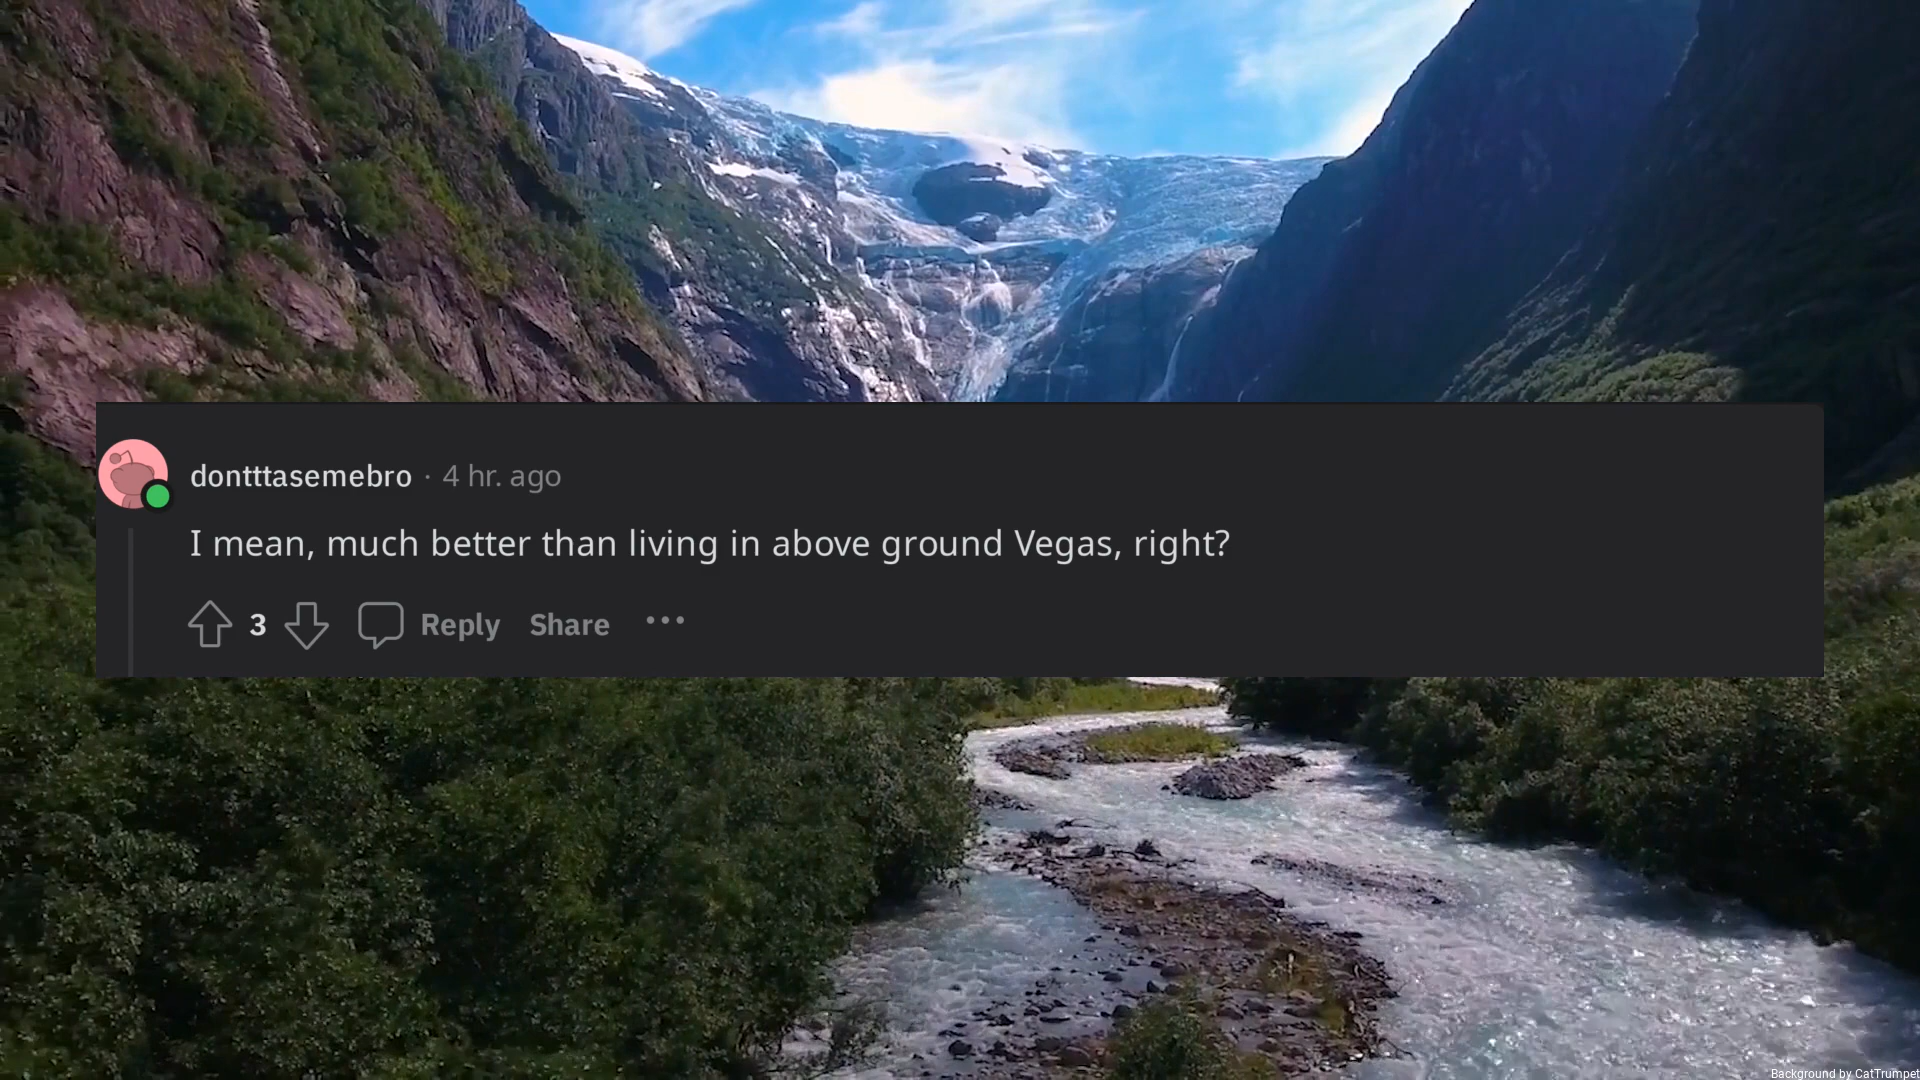 dontttasemebro · 4 hr. ago
I mean, much better than living in above ground Vegas, right?
3 Reply Share ···
Background by CatTrumpet